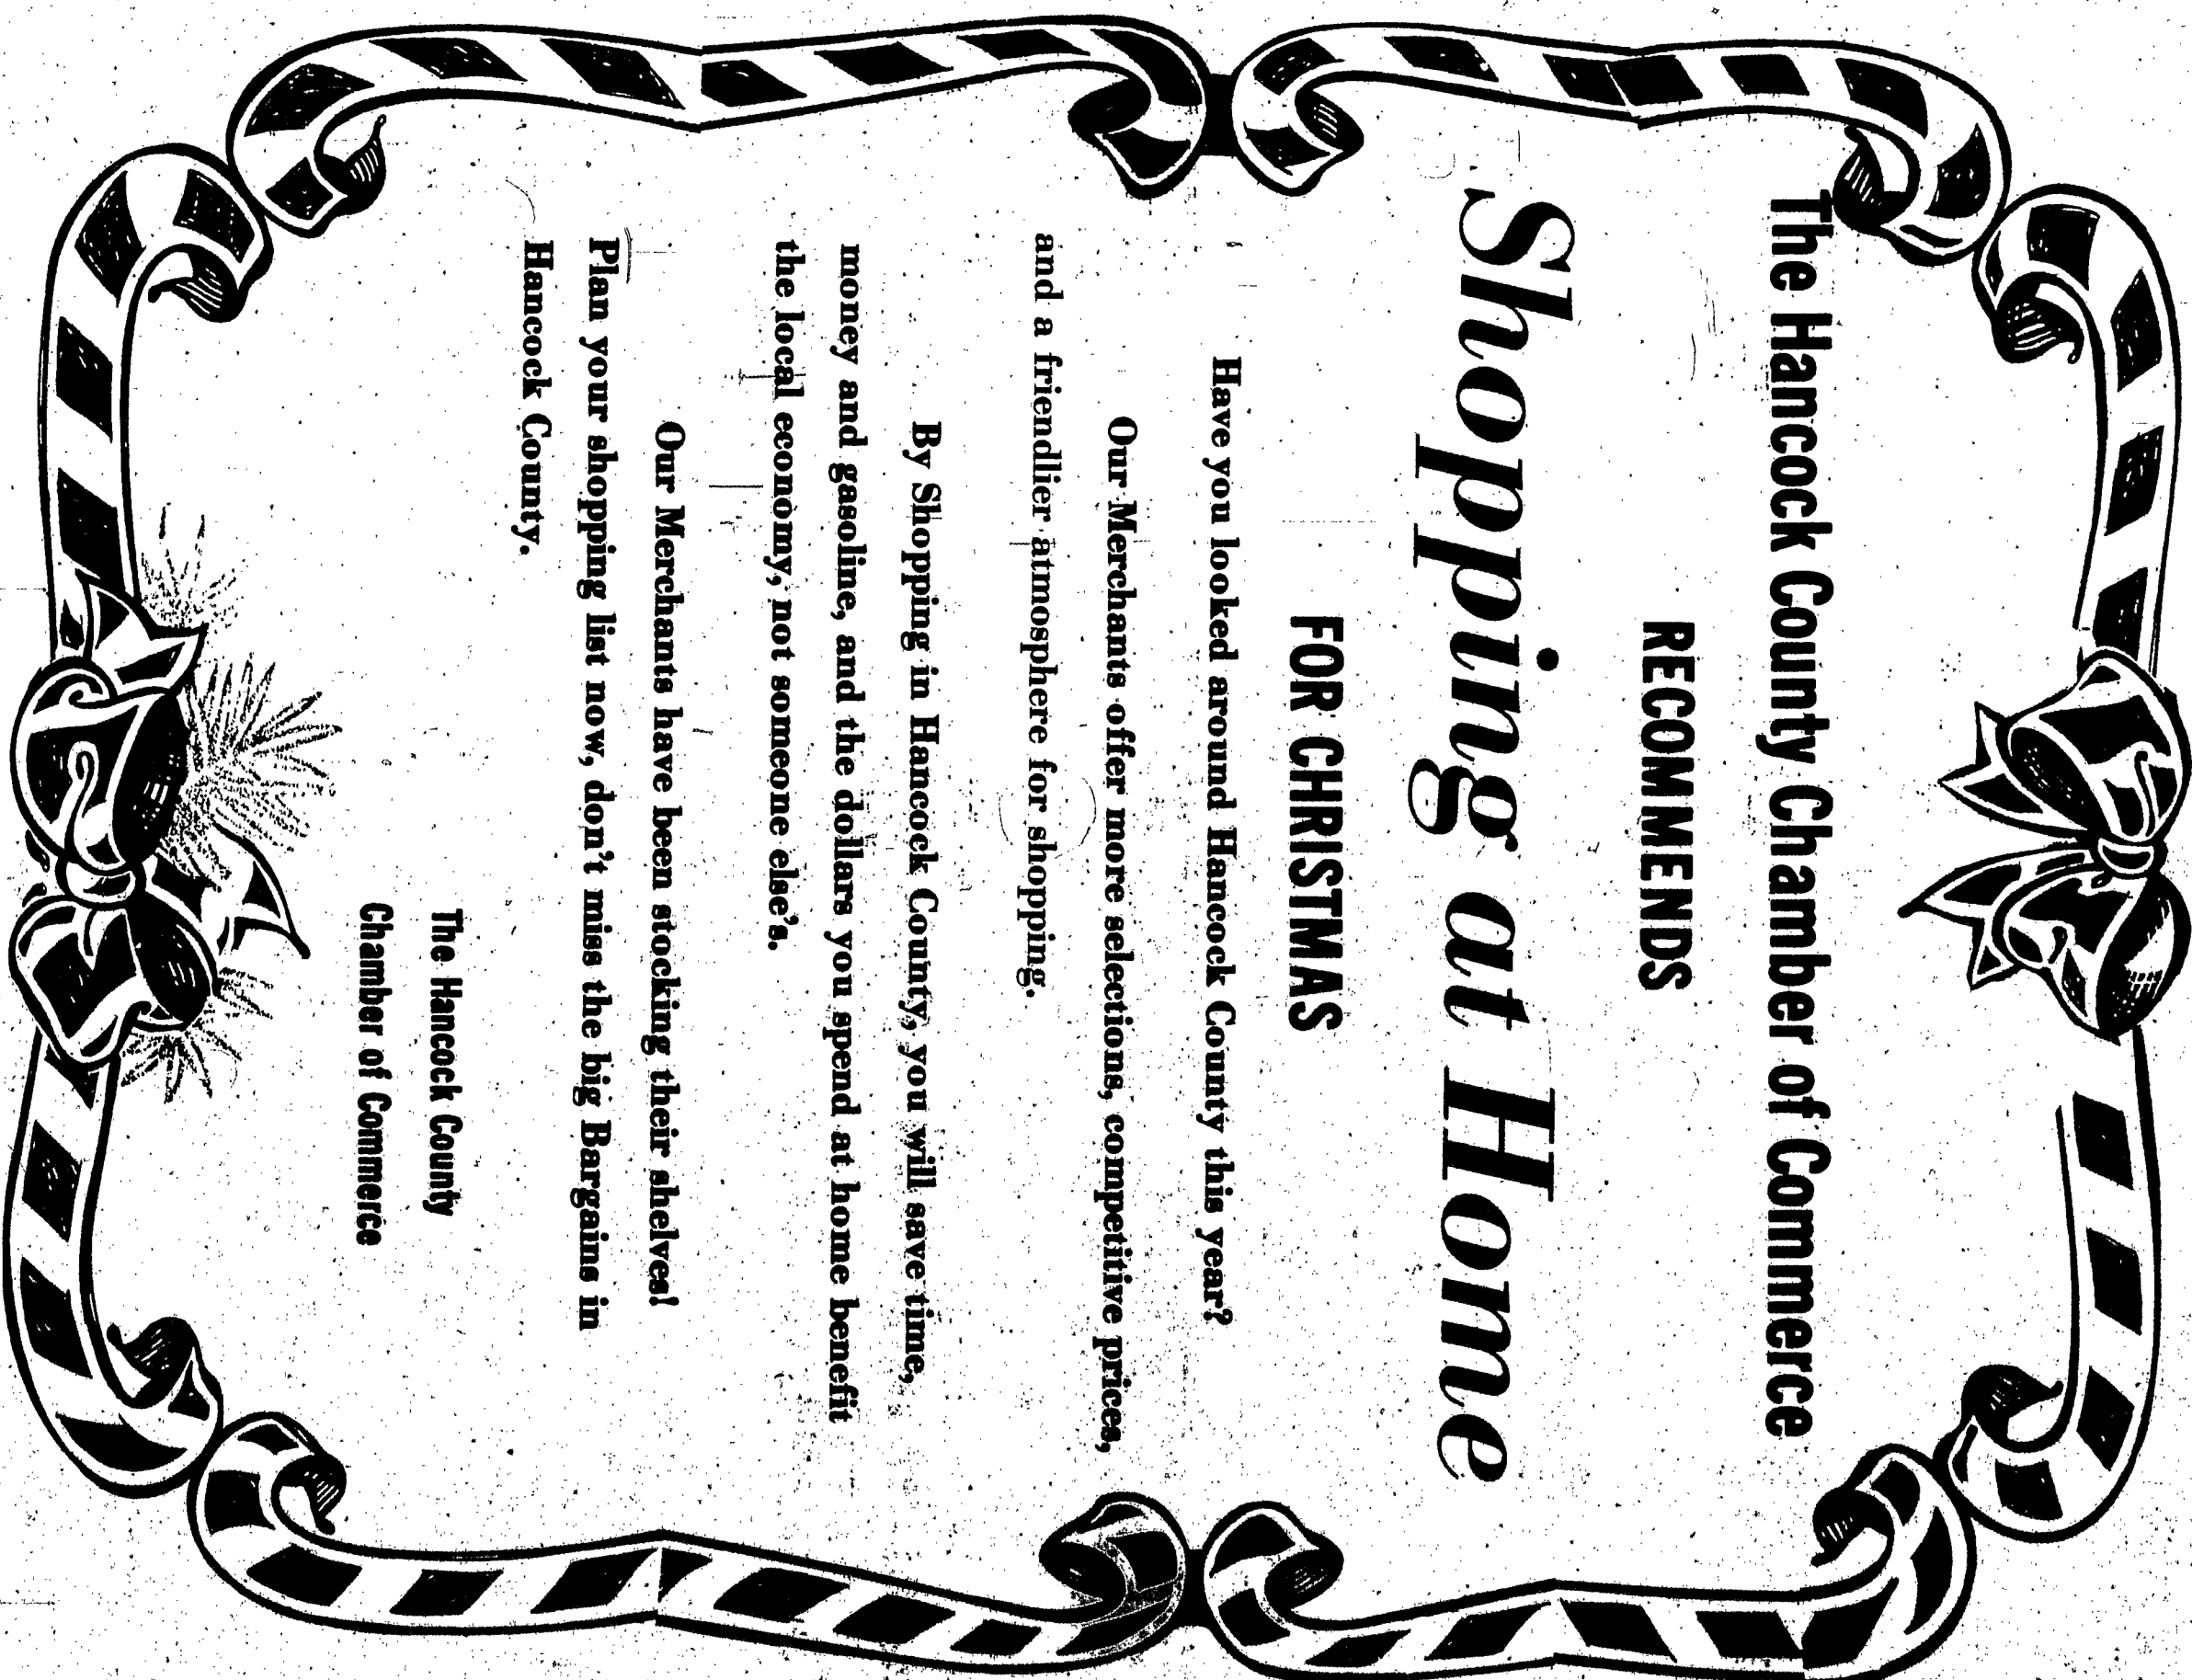 The Hancock County Chamber of Commerce
RECOMMENDS
Shopping at Home
FOR CHRISTMAS
Have you looked around Hancock County this year?
Our Merchants offer more selections, competitive prices,
and a friendlier atmosphere for shopping.
By Shopping in Hancock County, you will save time,
money and gasoline, and the dollars you spend at home benefit
the local economy, not someone else's.
Our Merchants have been stocking their shelves!
Plan your shopping list now, don't miss the big Bargains in
Hancock County.
The Hancock County
Chamber of Commerce